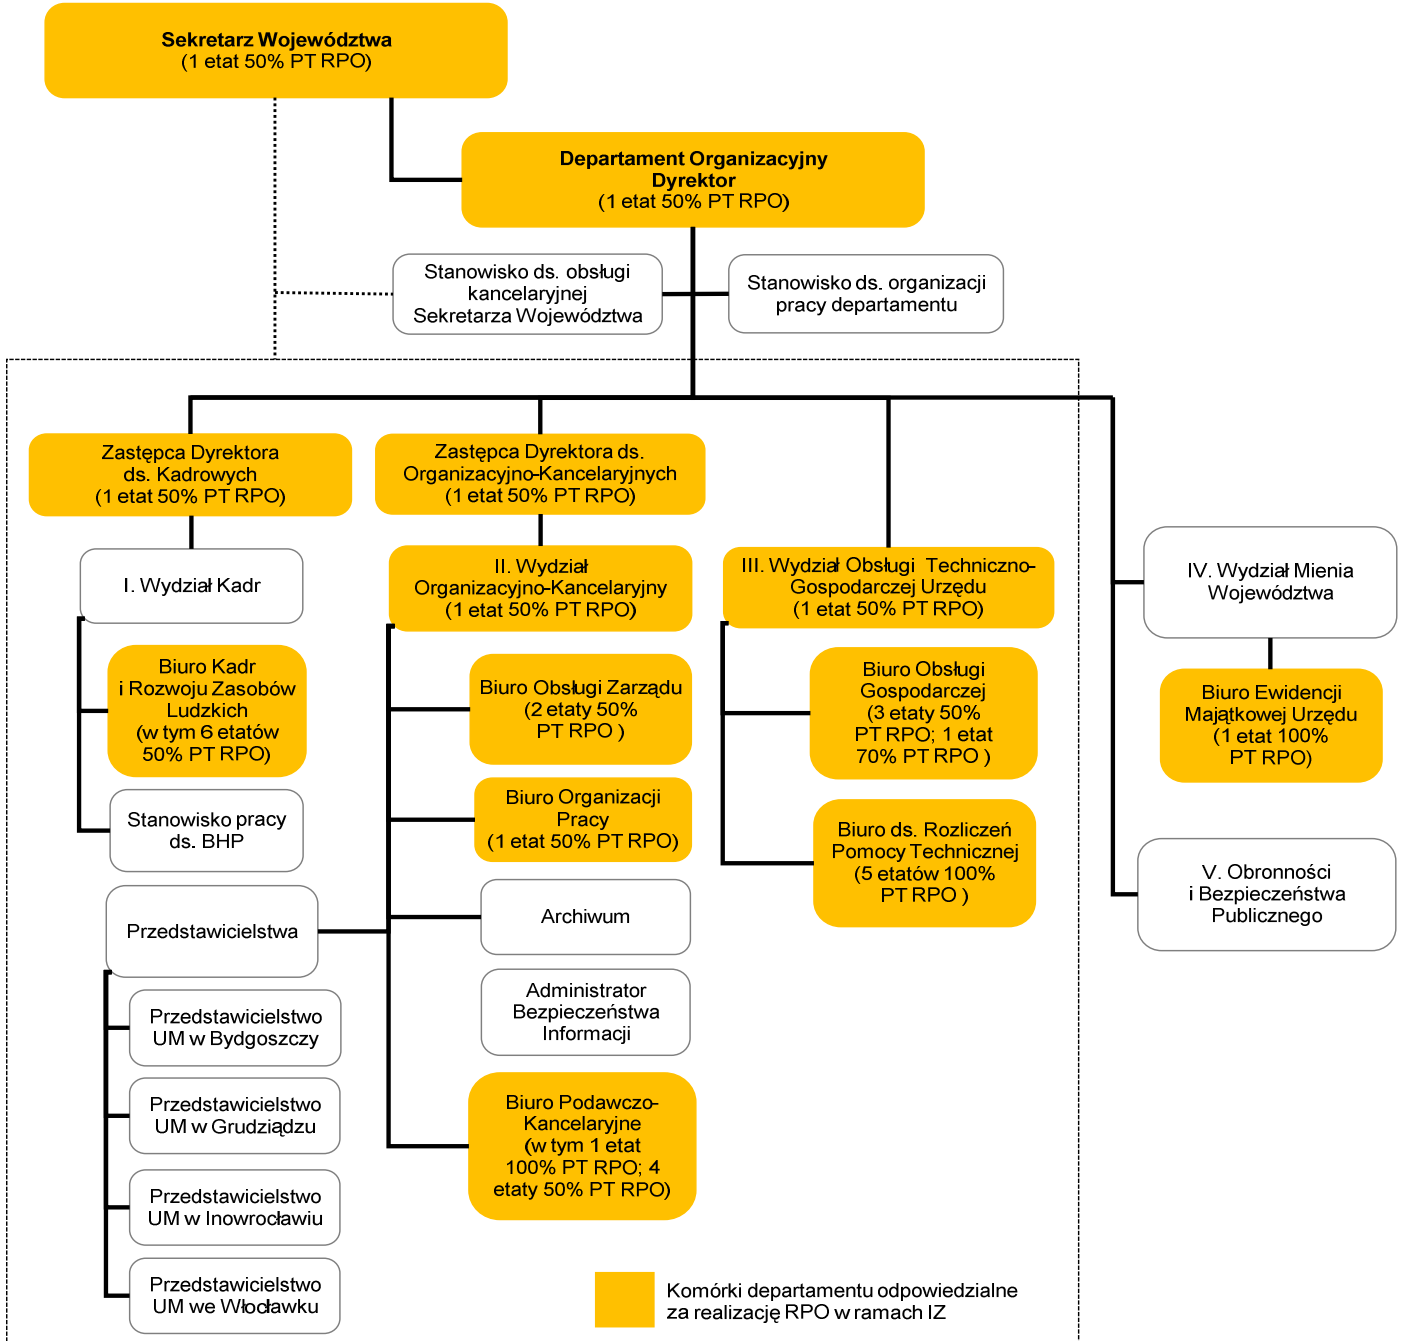 Sekretarz Województwa
(1 etat 50% PT RPO)
Departament Organizacyjny
Dyrektor
(1 etat 50% PT RPO)
Stanowisko ds. obsługi
kancelaryjnej
Sekretarza Województwa
Stanowisko ds. organizacji
pracy departamentu
Zastępca Dyrektora
ds. Kadrowych
(1 etat 50% PT RPO)
Zastępca Dyrektora ds.
Organizacyjno-Kancelaryjnych
(1 etat 50% PT RPO)
I. Wydział Kadr
Biuro Kadr
i Rozwoju Zasobów
Ludzkich
(w tym 6 etatów
50% PT RPO)
Stanowisko pracy
ds. BHP
Przedstawicielstwa
Przedstawicielstwo
UM w Bydgoszczy
Przedstawicielstwo
UM w Grudziądzu
Przedstawicielstwo
UM w Inowrocławiu
Przedstawicielstwo
UM we Włocławku
II. Wydział
Organizacyjno-Kancelaryjny
(1 etat 50% PT RPO)
Biuro Obsługi Zarządu
(2 etaty 50%
PT RPO )
Biuro Organizacji
Pracy
(1 etat 50% PT RPO)
Archiwum
Administrator
Bezpieczeństwa
Informacji
Biuro Podawczo-
Kancelaryjne
(w tym 1 etat
100% PT RPO; 4
etaty 50% PT RPO)
III. Wydział Obsługi Techniczno-
Gospodarczej Urzędu
(1 etat 50% PT RPO)
Biuro Obsługi
Gospodarczej
(3 etaty 50%
PT RPO; 1 etat
70% PT RPO )
Biuro ds. Rozliczeń
Pomocy Technicznej
(5 etatów 100%
PT RPO )
IV. Wydział Mienia
Województwa
Biuro Ewidencji
Majątkowej Urzędu
(1 etat 100%
PT RPO)
V. Obronności
i Bezpieczeństwa
Publicznego
Komórki departamentu odpowiedzialne
za realizację RPO w ramach IZ